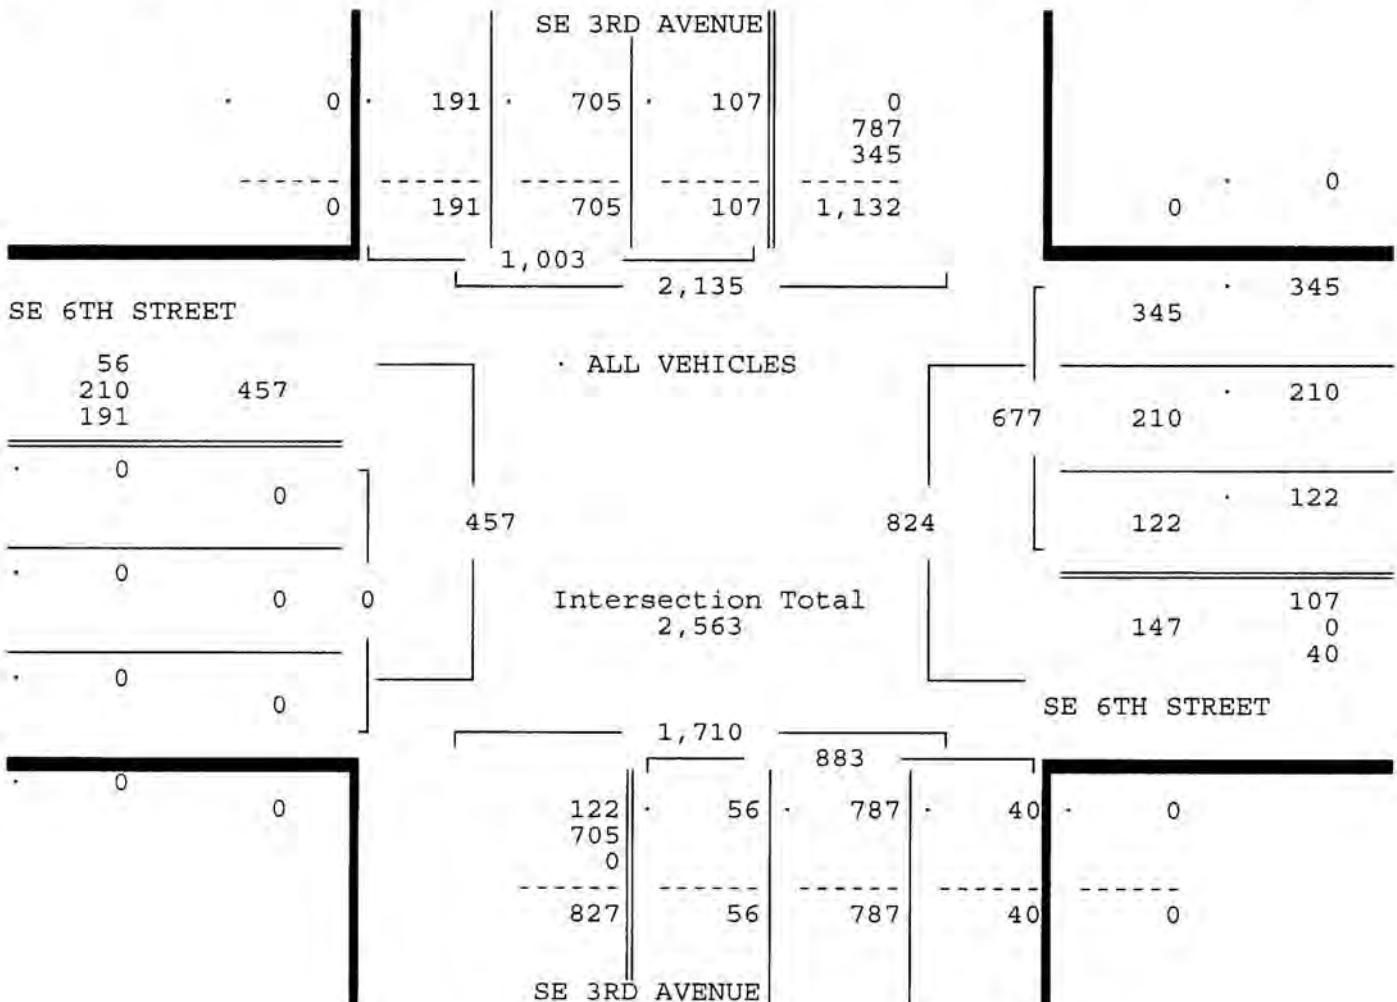 SE 3RD AVENUE
0 191 705 107 0
787
345
0 191 705 107 1,132
0
0
1,003
2,135
345
345
SE 6TH STREET
56
210 457
191
ALL VEHICLES
210
677 210
0
0
122
457 824 122
0
0 0
Intersection Total
2,563
107
147 0
40
0
0
SE 6TH STREET
1,710
883
0
0
122 56 787 40 0
705
0
827 56 787 40 0
SE 3RD AVENUE